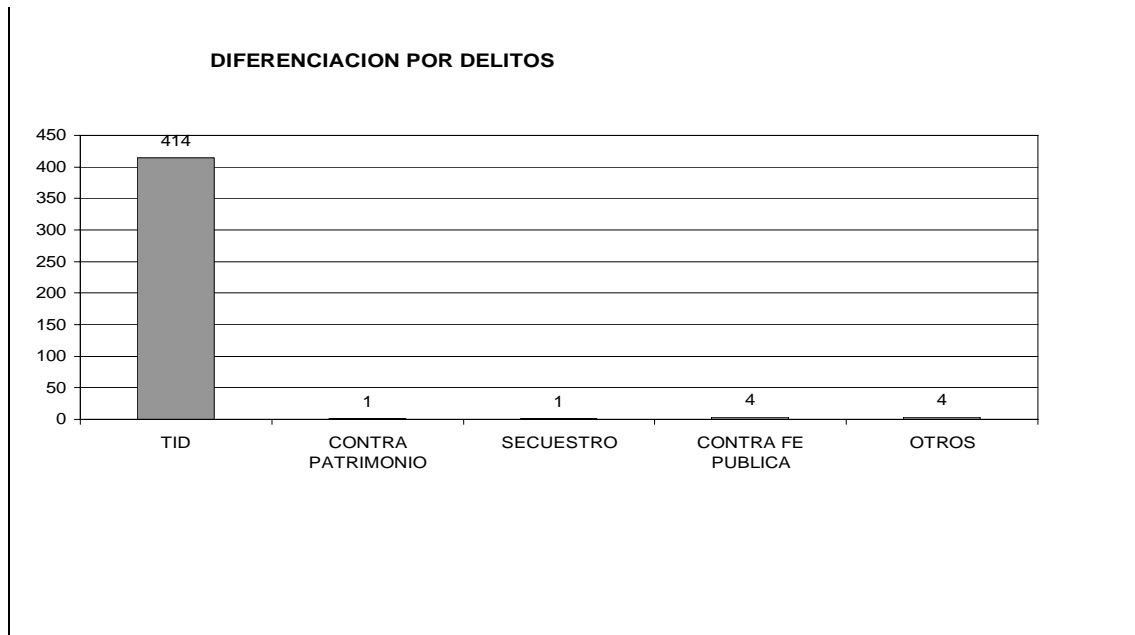 DIFERENCIACION POR DELITOS
450
400
350
300
250
200
150
100
50
0
414
1
1
4
4
TID
CONTRA
PATRIMONIO
SECUESTRO
CONTRA FE
PUBLICA
OTROS